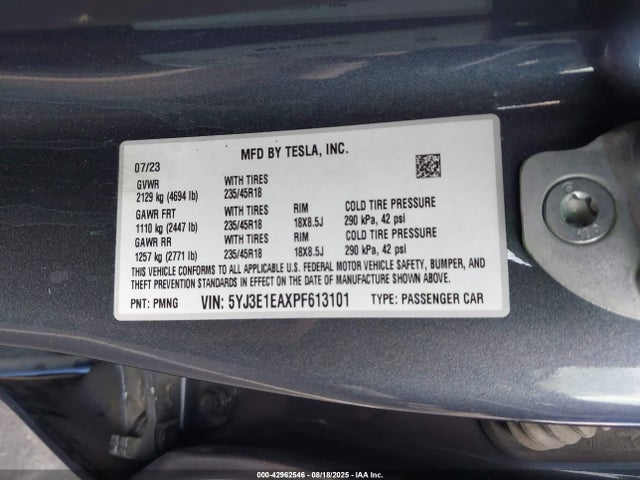 MFD BY TESLA, INC.
07/23
GVWR WITH TIRES
2129 kg (4694 lb) 235/45R18
GAWR FRT WITH TIRES RIM COLD TIRE PRESSURE
1110 kg (2447 lb) 235/45R18 18X8.5J 290 kPa, 42 psi
GAWR RR WITH TIRES RIM COLD TIRE PRESSURE
1257 kg (2771 lb) 235/45R18 18X8.5J 290 kPa, 42 psi
THIS VEHICLE CONFORMS TO ALL APPLICABLE U.S. FEDERAL MOTOR VEHICLE SAFETY, BUMPER, AND
THEFT PREVENTION STANDARDS IN EFFECT ON THE DATE OF MANUFACTURE SHOWN ABOVE.
PNT: PMNG VIN: 5YJ3E1EAXPF613101 TYPE: PASSENGER CAR
000-42962546 - 08/18/2025 - IAA Inc.